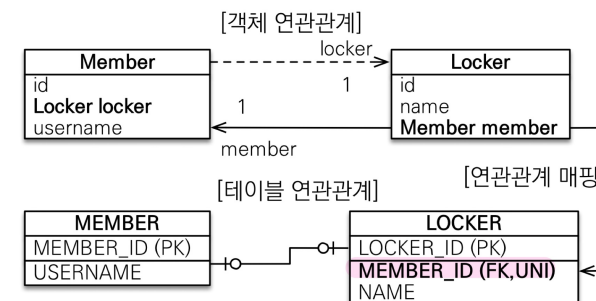 [객체 연관관계]
locker
Member
id
Locker locker
username
1
1
member
Locker
id
name
Member member
[연관관계 매핑
[테이블 연관관계]
MEMBER
MEMBER_ID (PK)
USERNAME
LOCKER
LOCKER_ID (PK)
MEMBER_ID (FK,UNI)
NAME